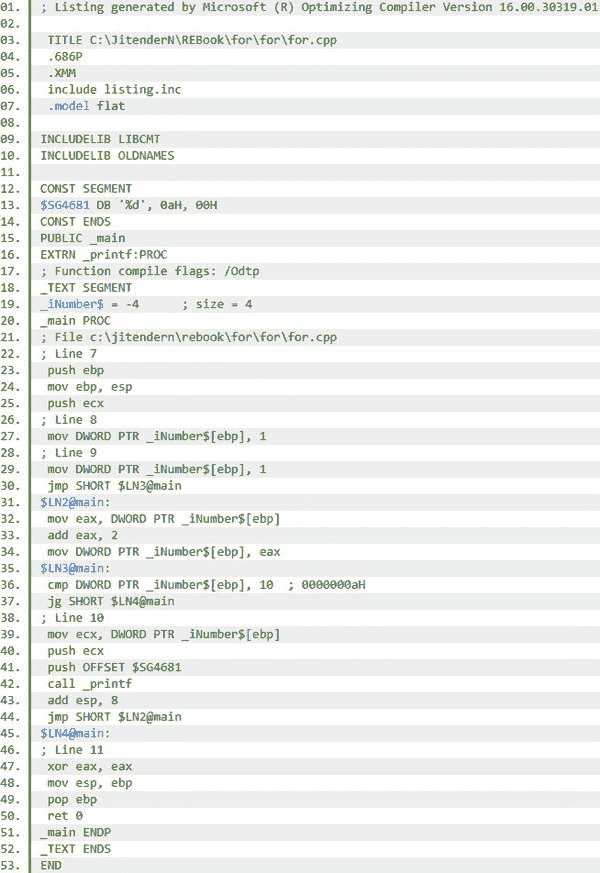 01. ; Listing generated by Microsoft (R) Optimizing Compiler Version 16.00.30319.01
02.
03. TITLE C:\JitenderN\REBook\for\for\for.cpp
04. .686P
05. .XMM
06. include listing.inc
07. .model flat
08.
09. INCLUDELIB LIBCMT
10. INCLUDELIB OLDNAMES
11.
12. CONST SEGMENT
13. $SG4681 DB '%d', 0aH, 00H
14. CONST ENDS
15. PUBLIC _main
16. EXTRN _printf:PROC
17. ; Function compile flags: /Odtp
18. _TEXT SEGMENT
19. _iNumber$ = -4 ; size = 4
20. _main PROC
21. ; File c:\jitendern\rebook\for\for\for.cpp
22. ; Line 7
23. push ebp
24. mov ebp, esp
25. push ecx
26. ; Line 8
27. mov DWORD PTR _iNumber$[ebp], 1
28. ; Line 9
29. mov DWORD PTR _iNumber$[ebp], 1
30. jmp SHORT $LN3@main
31. $LN2@main:
32. mov eax, DWORD PTR _iNumber$[ebp]
33. add eax, 2
34. mov DWORD PTR _iNumber$[ebp], eax
35. $LN3@main:
36. cmp DWORD PTR _iNumber$[ebp], 10 ; 0000000aH
37. jg SHORT $LN4@main
38. ; Line 10
39. mov ecx, DWORD PTR _iNumber$[ebp]
40. push ecx
41. push OFFSET $SG4681
42. call _printf
43. add esp, 8
44. jmp SHORT $LN2@main
45. $LN4@main:
46. ; Line 11
47. xor eax, eax
48. mov esp, ebp
49. pop ebp
50. ret 0
51. _main ENDP
52. _TEXT ENDS
53. END